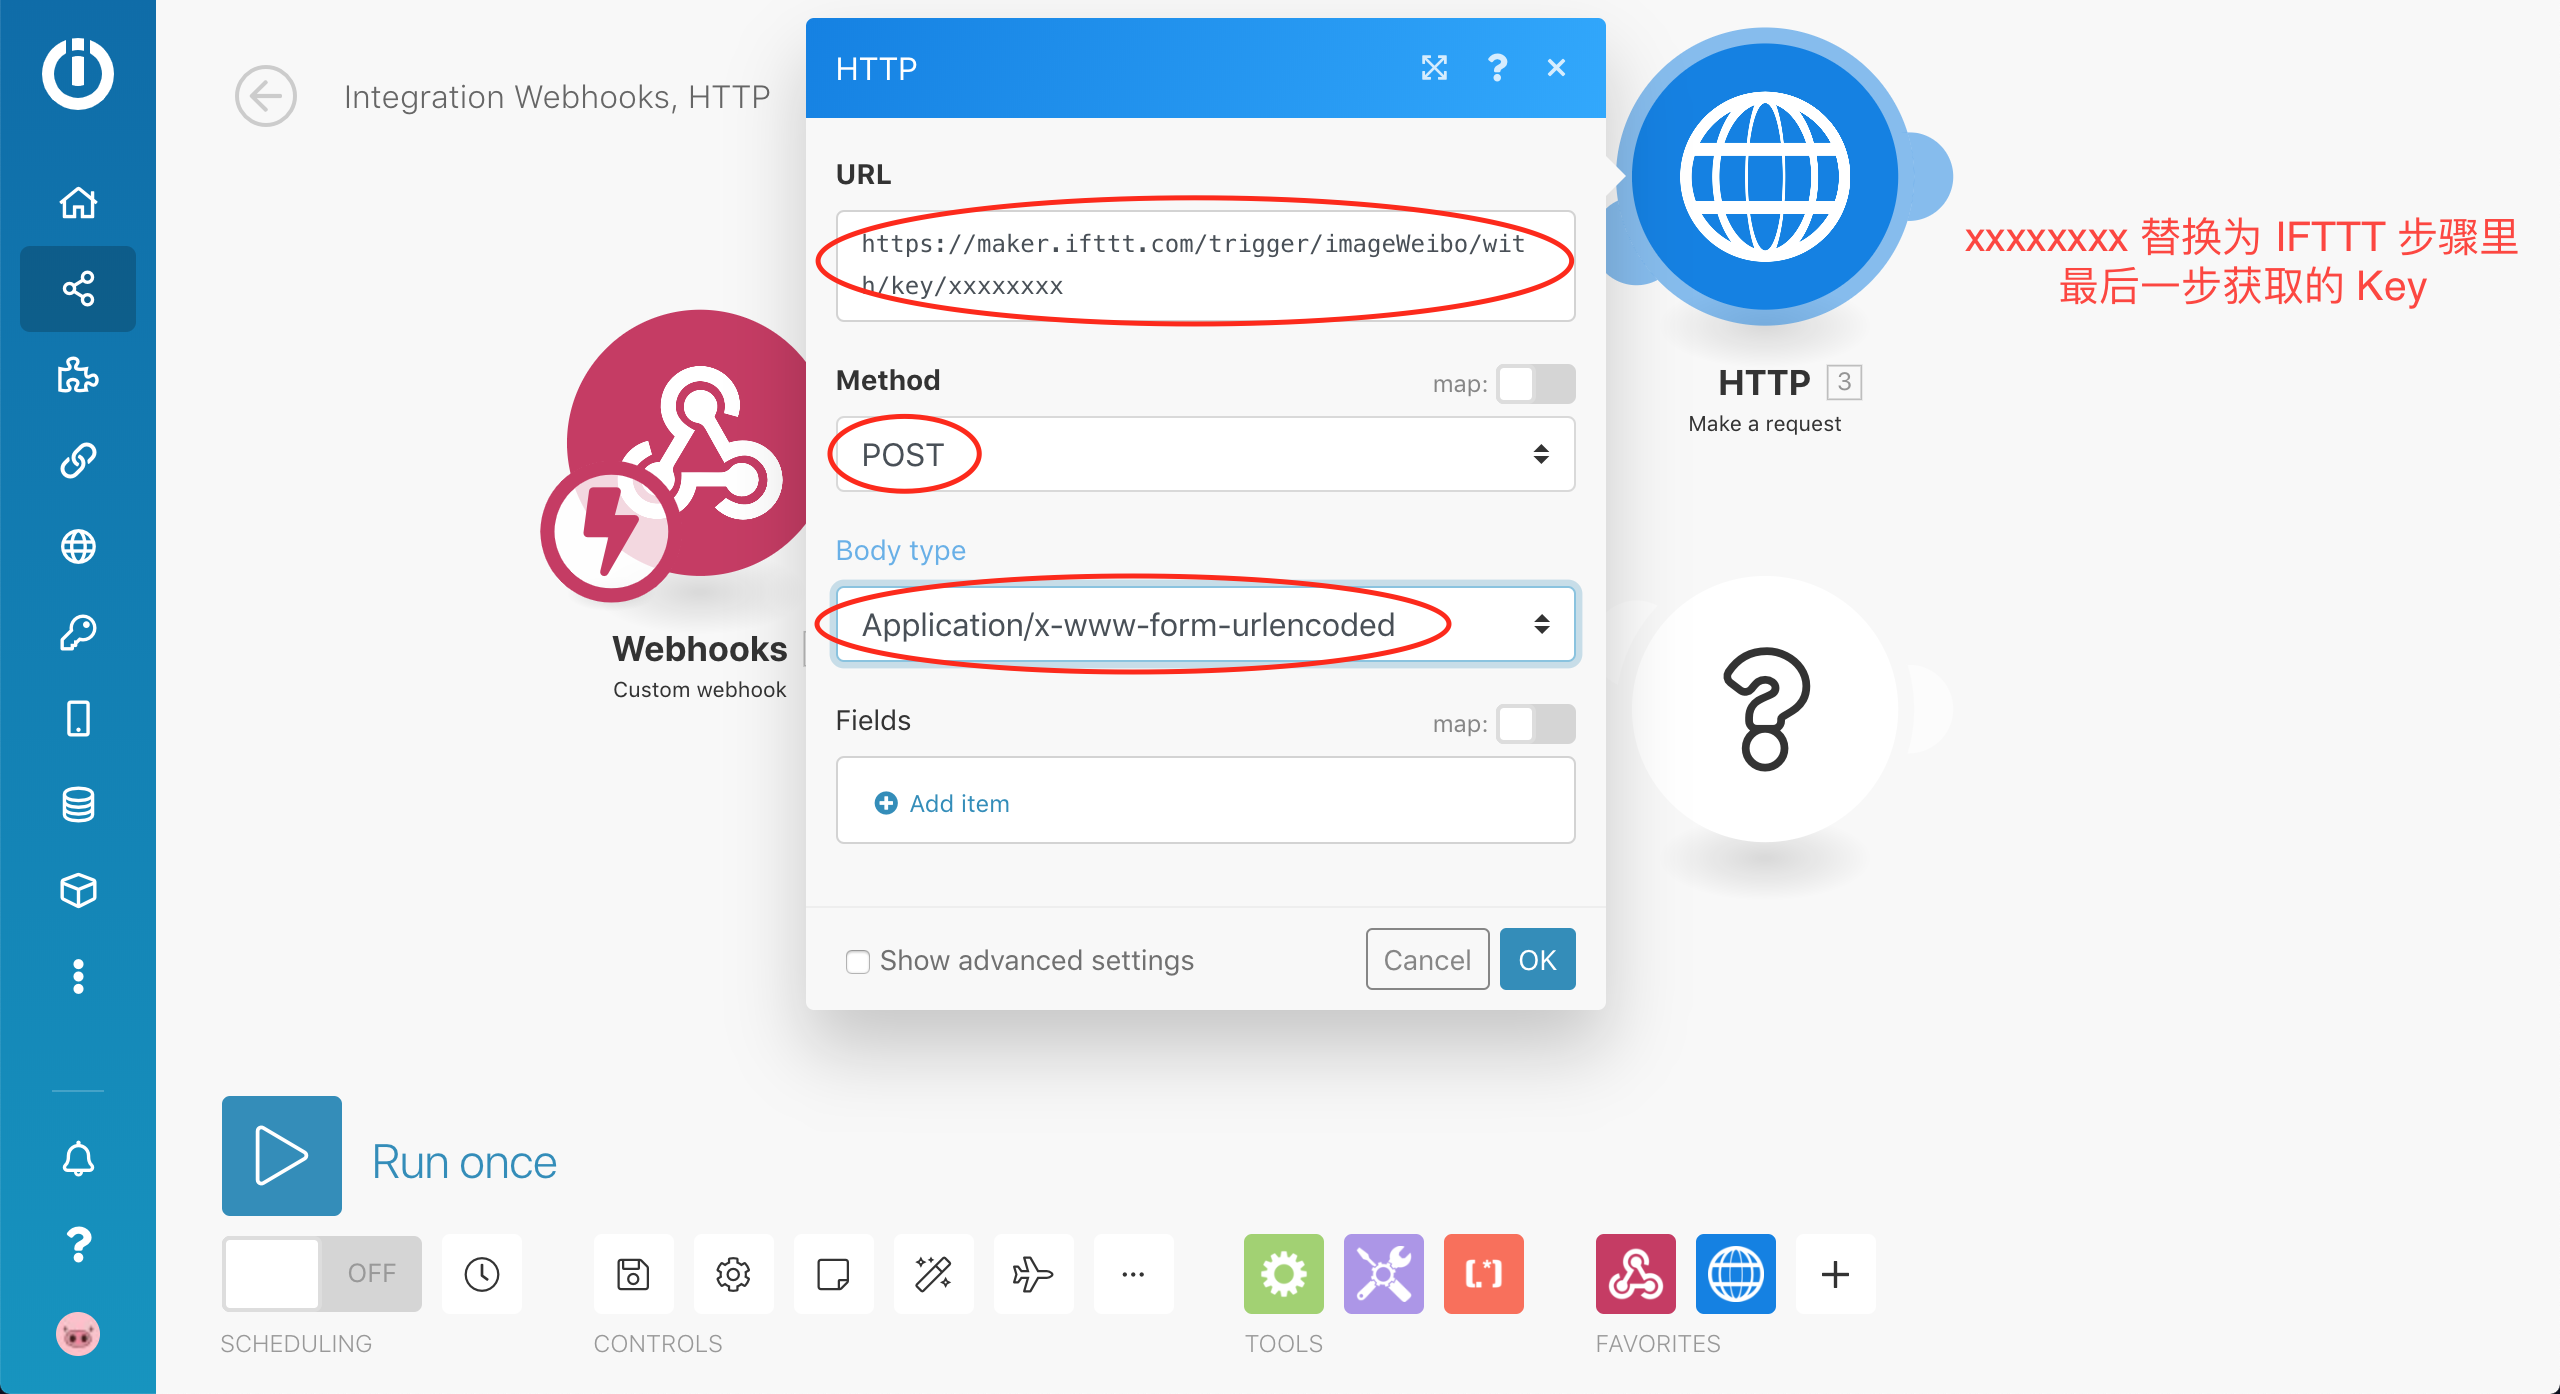 Integration Webhooks, HTTP
HTTP
URL
https://maker.ifttt.com/trigger/imageWeibo/wit
h/key/xxxxxxxx
Method
map:
POST
Body type
Application/x-www-form-urlencoded
Fields
map:
Add item
Show advanced settings
Cancel
OK
Webhooks
Custom webhook
HTTP 3
Make a request
xxxxxxxx 替换为 IFTTT 步骤里
最后一步获取的 Key
Run once
OFF
SCHEDULING
CONTROLS
TOOLS
FAVORITES